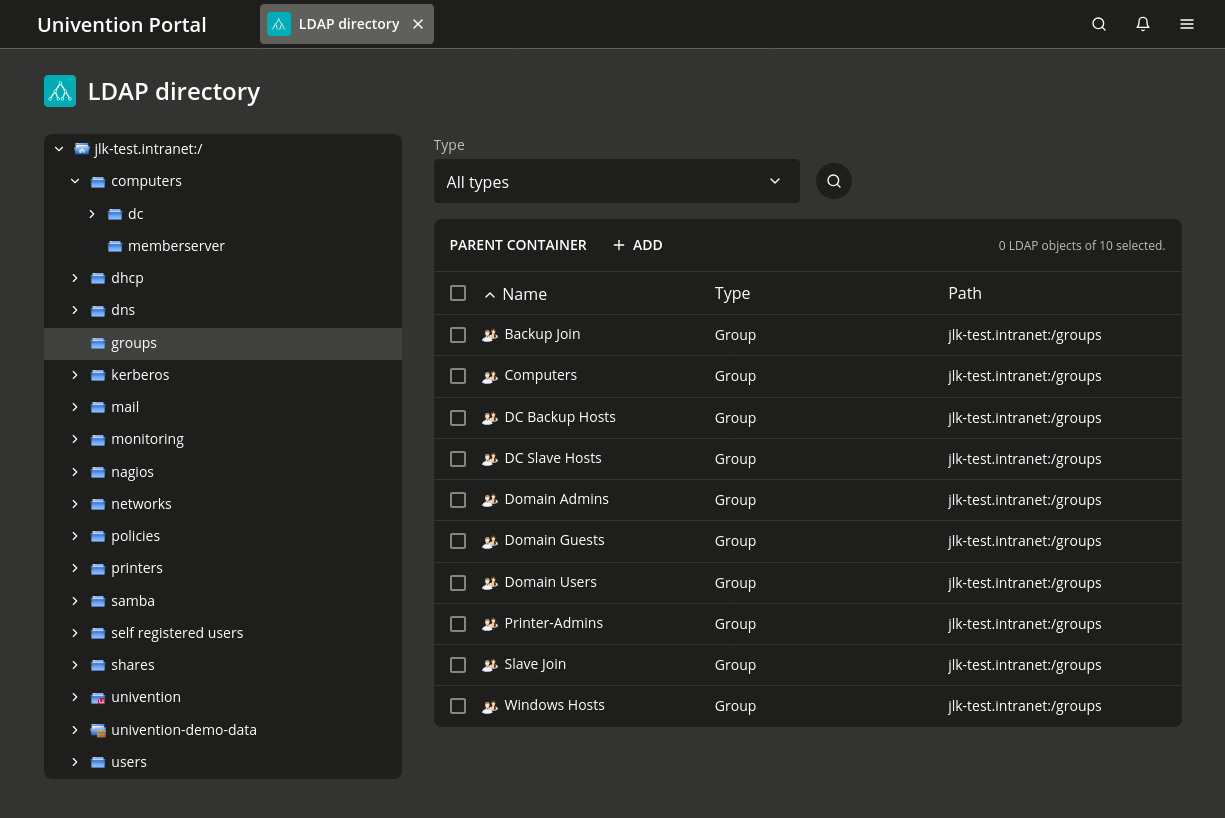 Univention Portal
LDAP directory
LDAP directory
jlk-test.intranet:/
computers
dc
memberserver
dhcp
dns
groups
kerberos
mail
monitoring
nagios
networks
policies
printers
samba
self registered users
shares
univention
univention-demo-data
users
Type
All types
PARENT CONTAINER ADD 0 LDAP objects of 10 selected.
Name Type Path
Backup Join Group jlk-test.intranet:/groups
Computers Group jlk-test.intranet:/groups
DC Backup Hosts Group jlk-test.intranet:/groups
DC Slave Hosts Group jlk-test.intranet:/groups
Domain Admins Group jlk-test.intranet:/groups
Domain Guests Group jlk-test.intranet:/groups
Domain Users Group jlk-test.intranet:/groups
Printer-Admins Group jlk-test.intranet:/groups
Slave Join Group jlk-test.intranet:/groups
Windows Hosts Group jlk-test.intranet:/groups